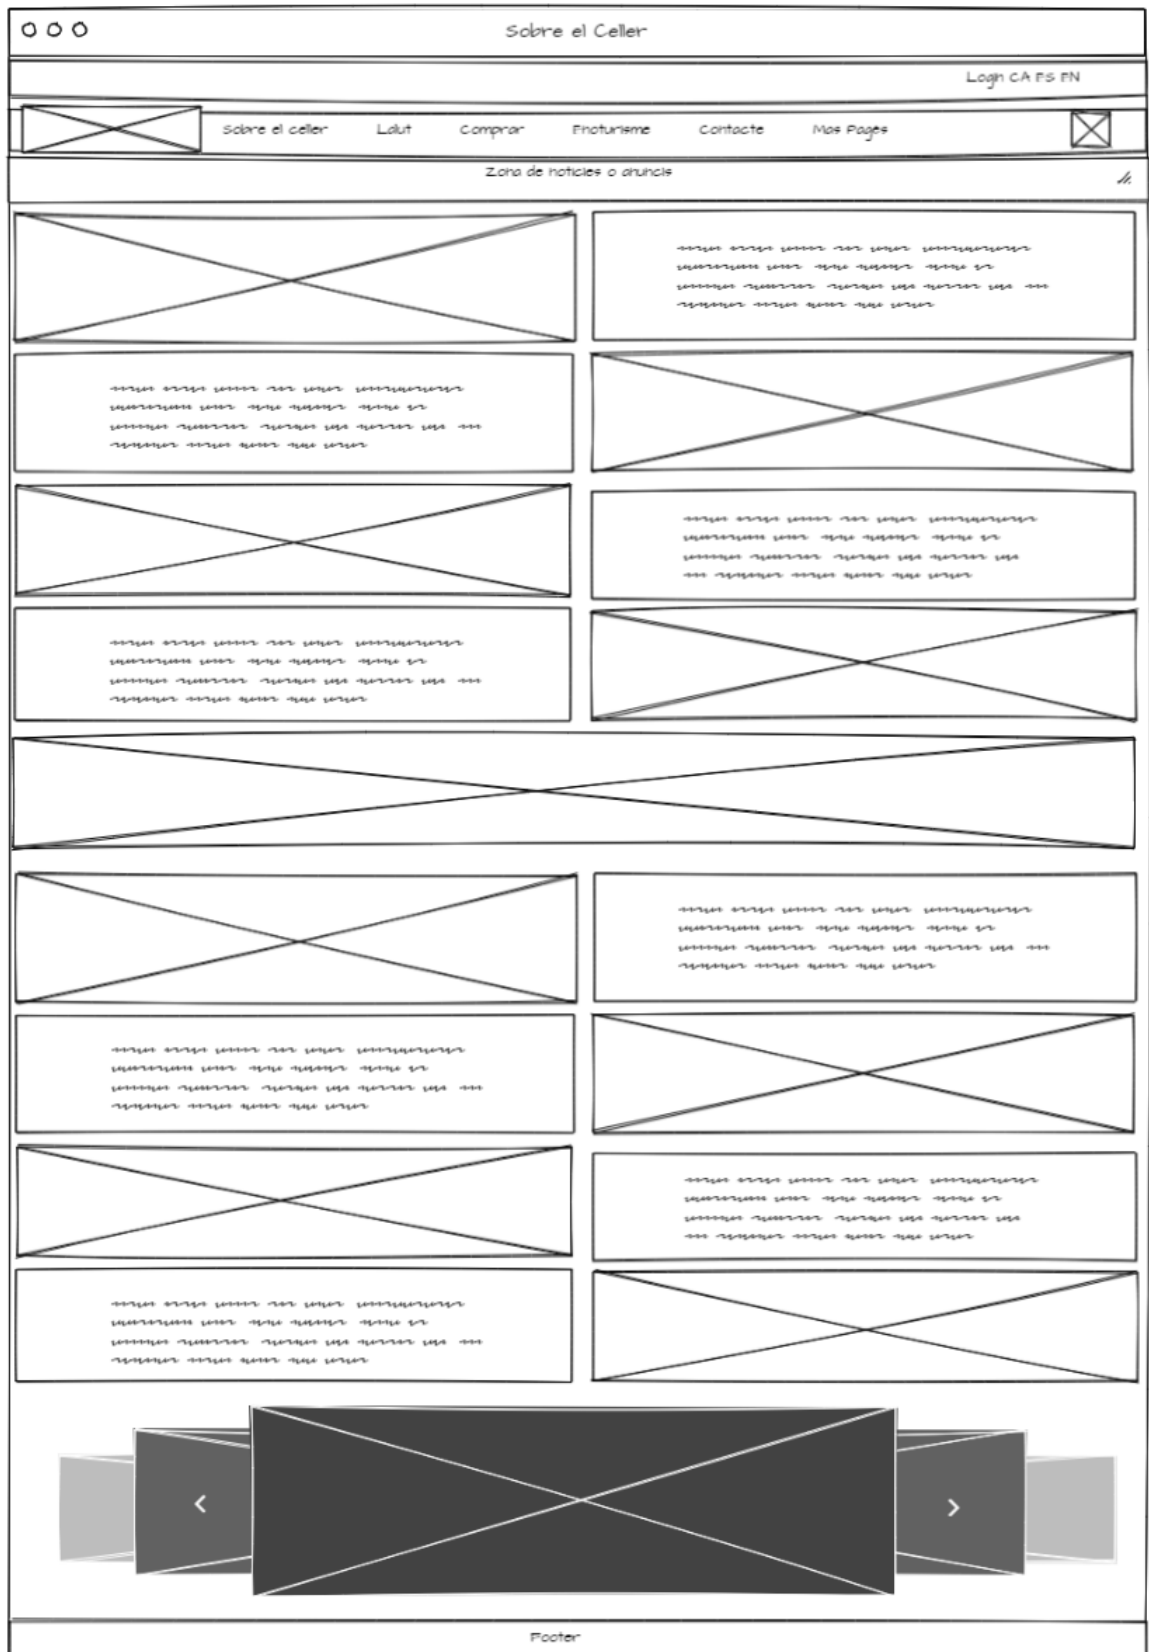 Sobre el Celler
Login CA ES EN
Sobre el celler Lalut Comprar Enoturisme Contacte Mas Pages
Zona de noticies o anuncis
Footer